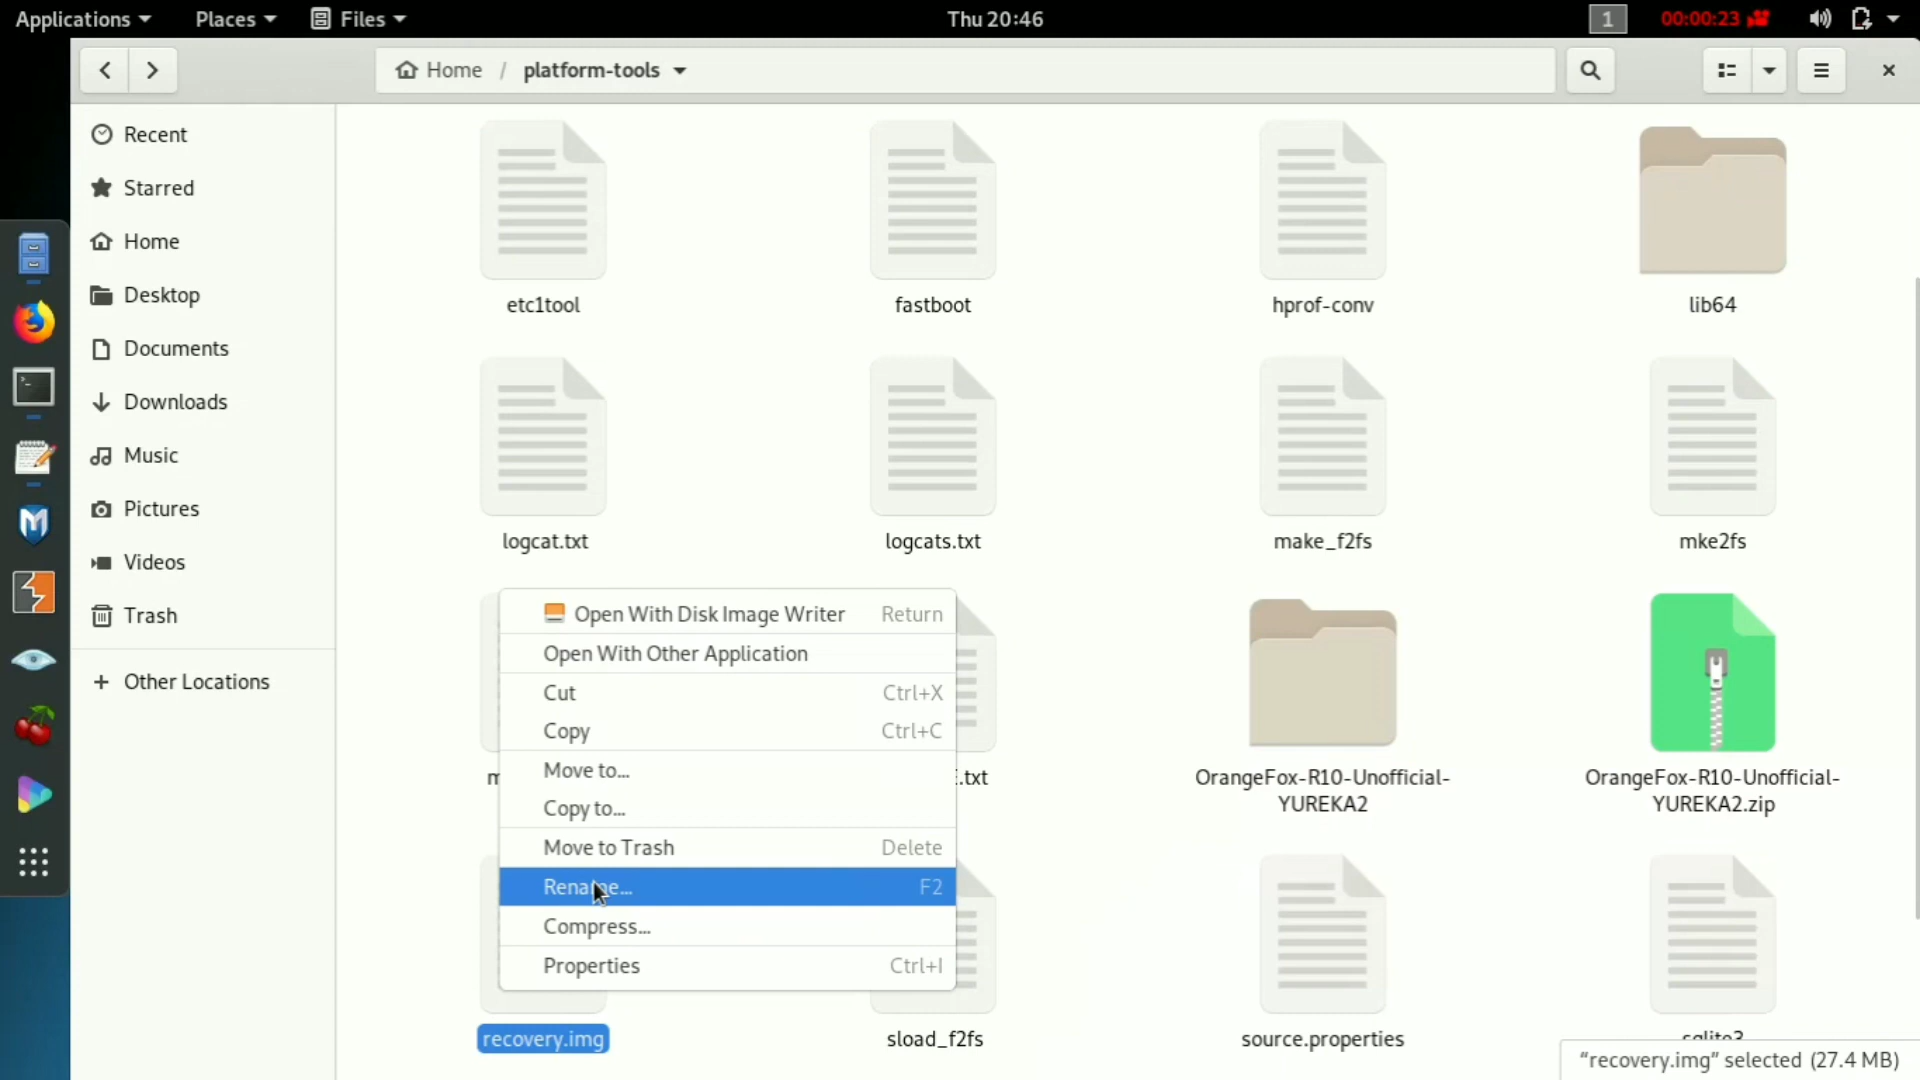 Applications Places Files Thu 20:46 1 00:00:23
Home / platform-tools
Recent
Starred
Home
Desktop
Documents
Downloads
Music
Pictures
Videos
Trash
+ Other Locations
etc1tool fastboot hprof-conv lib64
logcat.txt logcats.txt make_f2fs mke2fs
Open With Disk Image Writer Return
Open With Other Application
Cut Ctrl+X
Copy Ctrl+C
Move to...
Copy to...
Move to Trash Delete
Rename... F2
Compress...
Properties Ctrl+I
.txt
OrangeFox-R10-Unofficial-
YUREKA2
OrangeFox-R10-Unofficial-
YUREKA2.zip
recovery.img sload_f2fs source.properties sqlite3
“recovery.img” selected (27.4 MB)